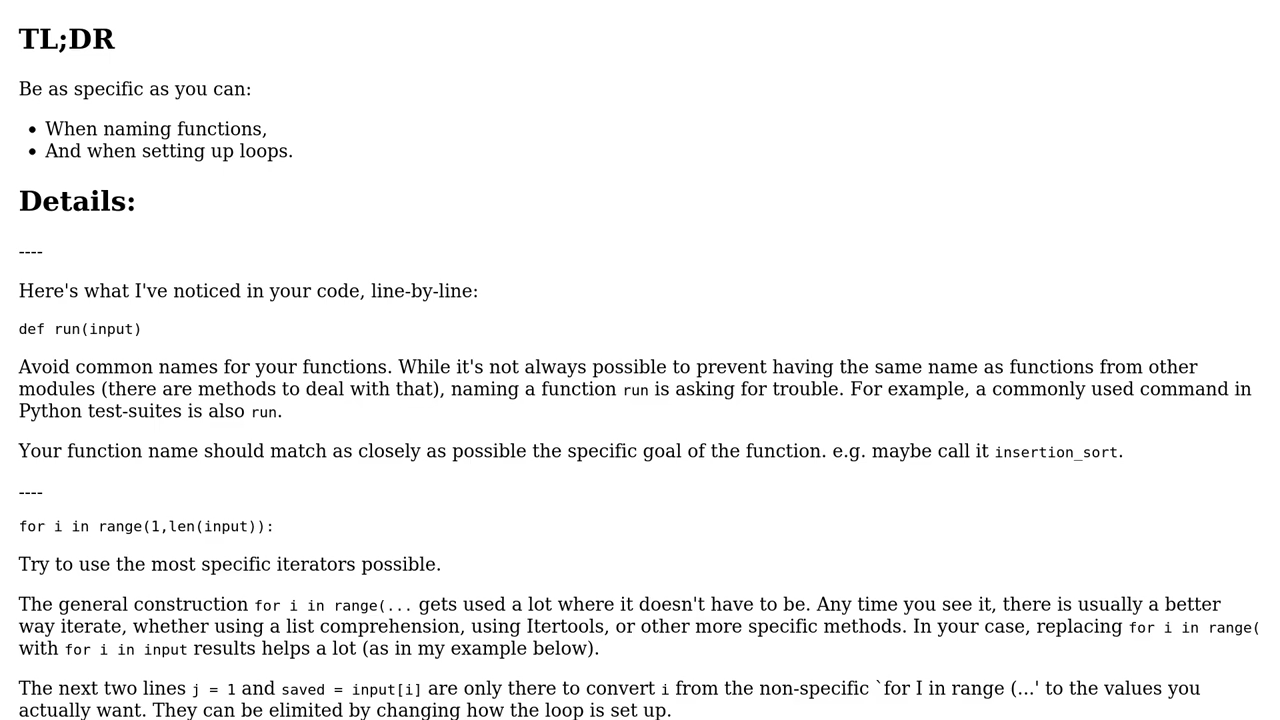 TL;DR
Be as specific as you can:
• When naming functions,
• And when setting up loops.
Details:
----
Here's what I've noticed in your code, line-by-line:
def run(input)
Avoid common names for your functions. While it's not always possible to prevent having the same name as functions from other
modules (there are methods to deal with that), naming a function run is asking for trouble. For example, a commonly used command in
Python test-suites is also run.
Your function name should match as closely as possible the specific goal of the function. e.g. maybe call it insertion_sort.
----
for i in range(1,len(input)):
Try to use the most specific iterators possible.
The general construction for i in range(... gets used a lot where it doesn't have to be. Any time you see it, there is usually a better
way iterate, whether using a list comprehension, using Itertools, or other more specific methods. In your case, replacing for i in range(
with for i in input results helps a lot (as in my example below).
The next two lines j = 1 and saved = input[i] are only there to convert i from the non-specific `for I in range (...' to the values you
actually want. They can be elimited by changing how the loop is set up.